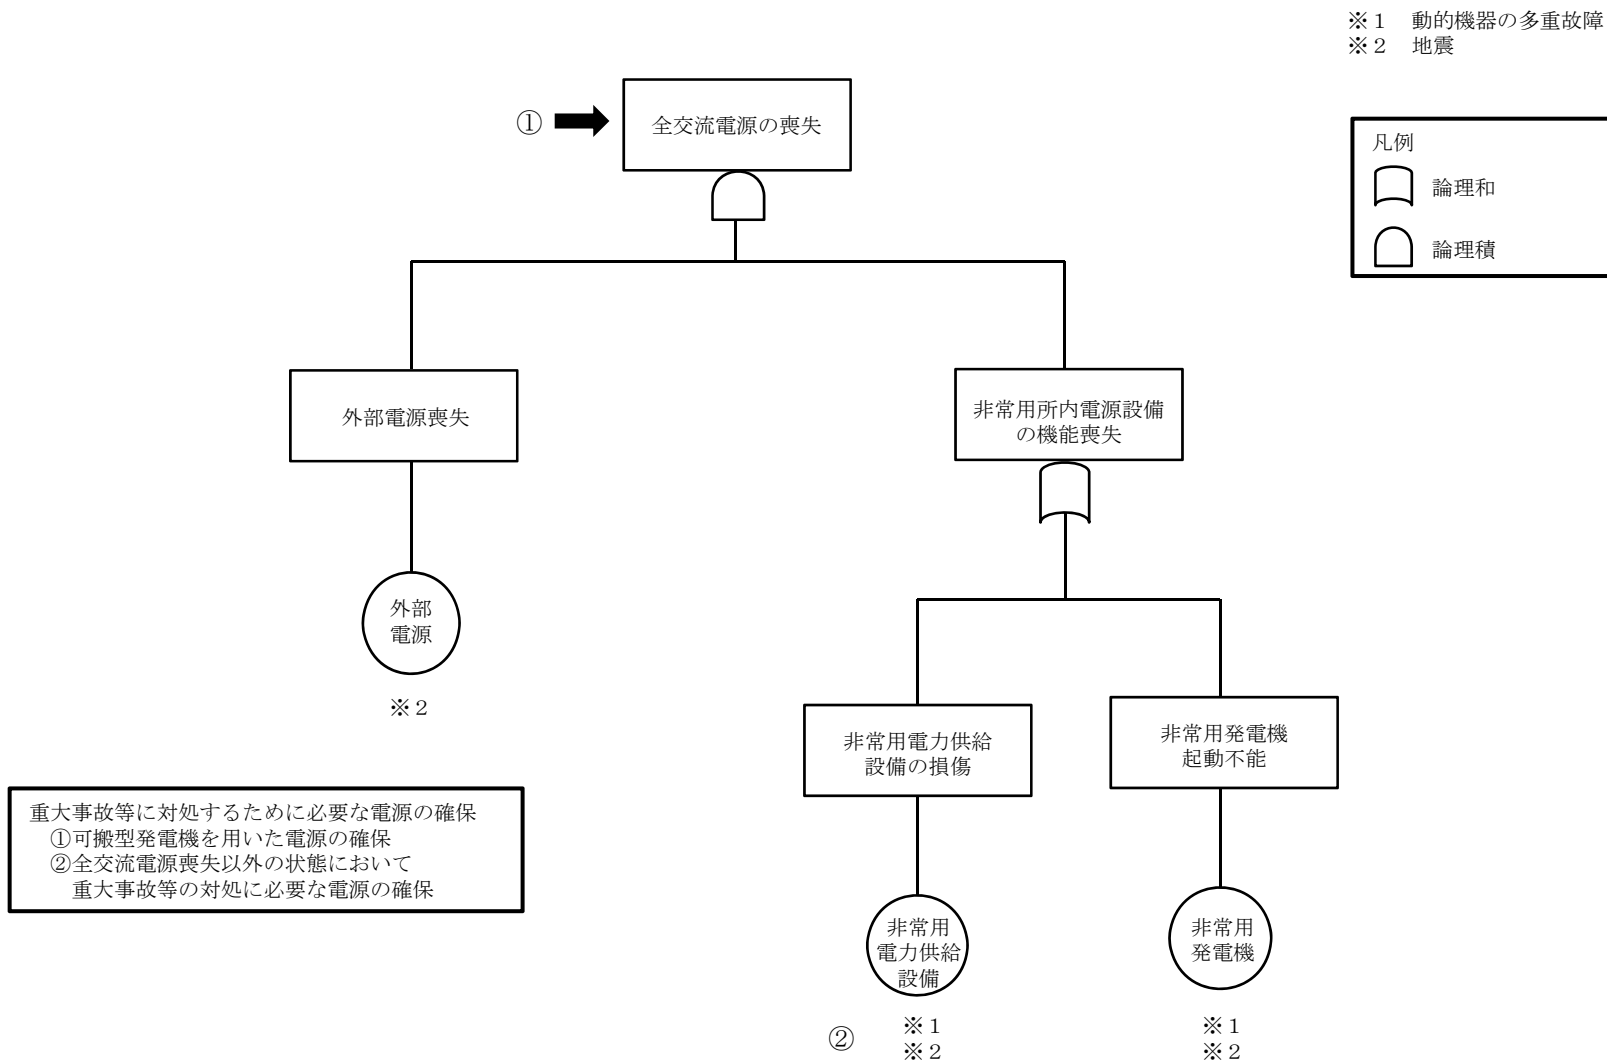 ※１　動的機器の多重故障
※２　地震
①
全交流電源の喪失
凡例
論理和
論理積
外部電源喪失
非常用所内電源設備
の機能喪失
外部
電源
※２
非常用電力供給
設備の損傷
非常用発電機
起動不能
重大事故等に対処するために必要な電源の確保
①可搬型発電機を用いた電源の確保
②全交流電源喪失以外の状態において
重大事故等の対処に必要な電源の確保
非常用
電力供給
設備
非常用
発電機
②
※１
※２
※１
※２